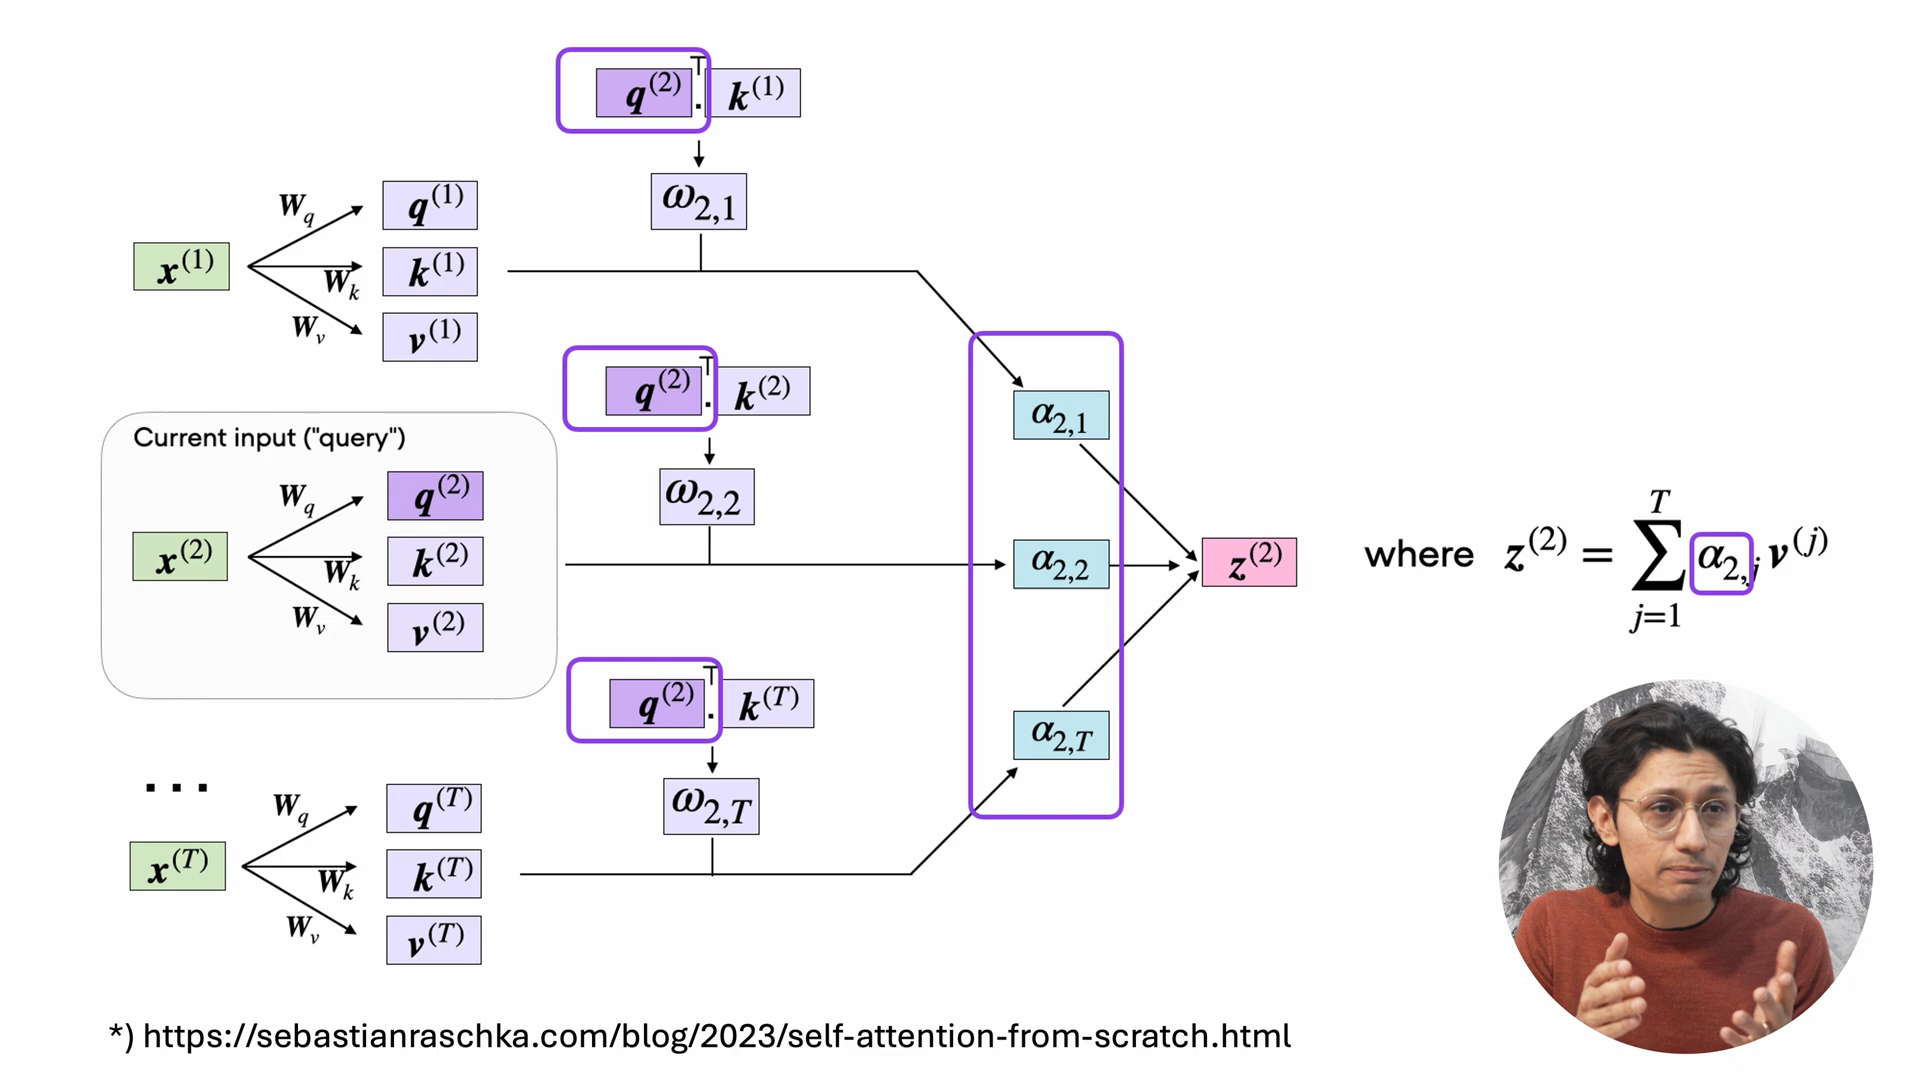 q(2)T . k(1)
ω2,1
x(1) Wq q(1)
Wk k(1)
Wv v(1)
q(2)T . k(2)
ω2,2
Current input ("query")
x(2) Wq q(2)
Wk k(2)
Wv v(2)
q(2)T . k(T)
ω2,T
...
x(T) Wq q(T)
Wk k(T)
Wv v(T)
α2,1
α2,2
α2,T
z(2)
where z(2) = T∑j=1 α2,j v(j)
*) https://sebastianraschka.com/blog/2023/self-attention-from-scratch.html